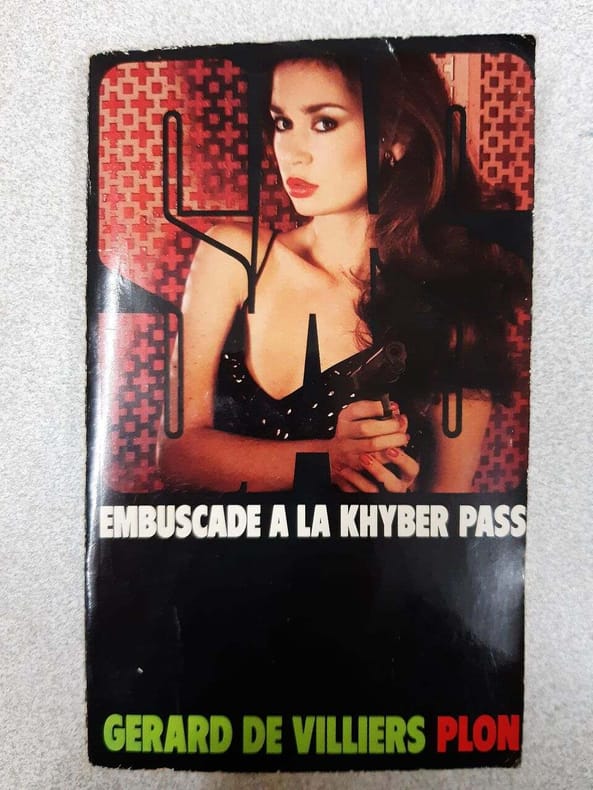 SAS
EMBUSCADE A LA KHYBER PASS
GERARD DE VILLIERS PLON